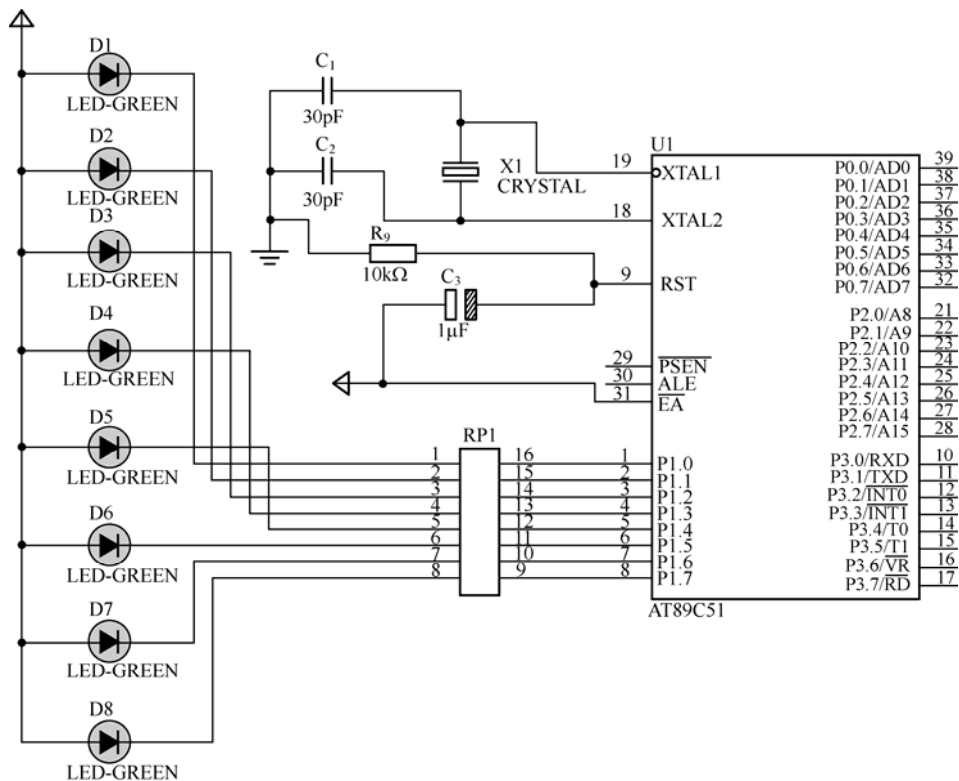 D1
LED-GREEN
D2
LED-GREEN
D3
LED-GREEN
D4
LED-GREEN
D5
LED-GREEN
D6
LED-GREEN
D7
LED-GREEN
D8
LED-GREEN
C₁
30pF
C₂
30pF
X1
CRYSTAL
R₉
10kΩ
C₃
1μF
RP1
1 16
2 15
3 14
4 13
5 12
6 11
7 10
8 9
U1
19 XTAL1
18 XTAL2
9 RST
29 PSEN
30 ALE
31 EA
1 P1.0
2 P1.1
3 P1.2
4 P1.3
5 P1.4
6 P1.5
7 P1.6
8 P1.7
P0.0/AD0 39
P0.1/AD1 38
P0.2/AD2 37
P0.3/AD3 36
P0.4/AD4 35
P0.5/AD5 34
P0.6/AD6 33
P0.7/AD7 32
P2.0/A8 21
P2.1/A9 22
P2.2/A10 23
P2.3/A11 24
P2.4/A12 25
P2.5/A13 26
P2.6/A14 27
P2.7/A15 28
P3.0/RXD 10
P3.1/TXD 11
P3.2/INT0 12
P3.3/INT1 13
P3.4/T0 14
P3.5/T1 15
P3.6/VR 16
P3.7/RD 17
AT89C51